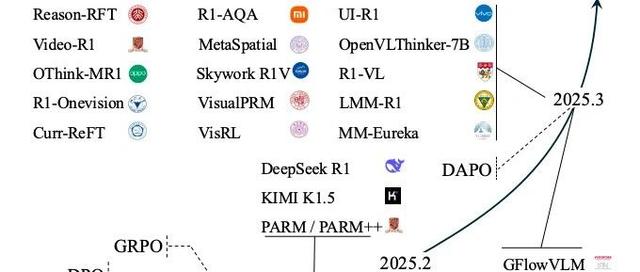 Reason-RFT R1-AQA UI-R1
Video-R1 MetaSpatial OpenVLThinker-7B
OThink-MR1 oppo Skywork R1V R1-VL
R1-Onevision VisualPRM LMM-R1
Curr-ReFT VisRL MM-Eureka
2025.3
DeepSeek R1
DAPO
KIMI K1.5
PARM / PARM++
GRPO
2025.2
GFlowVLM
DPO